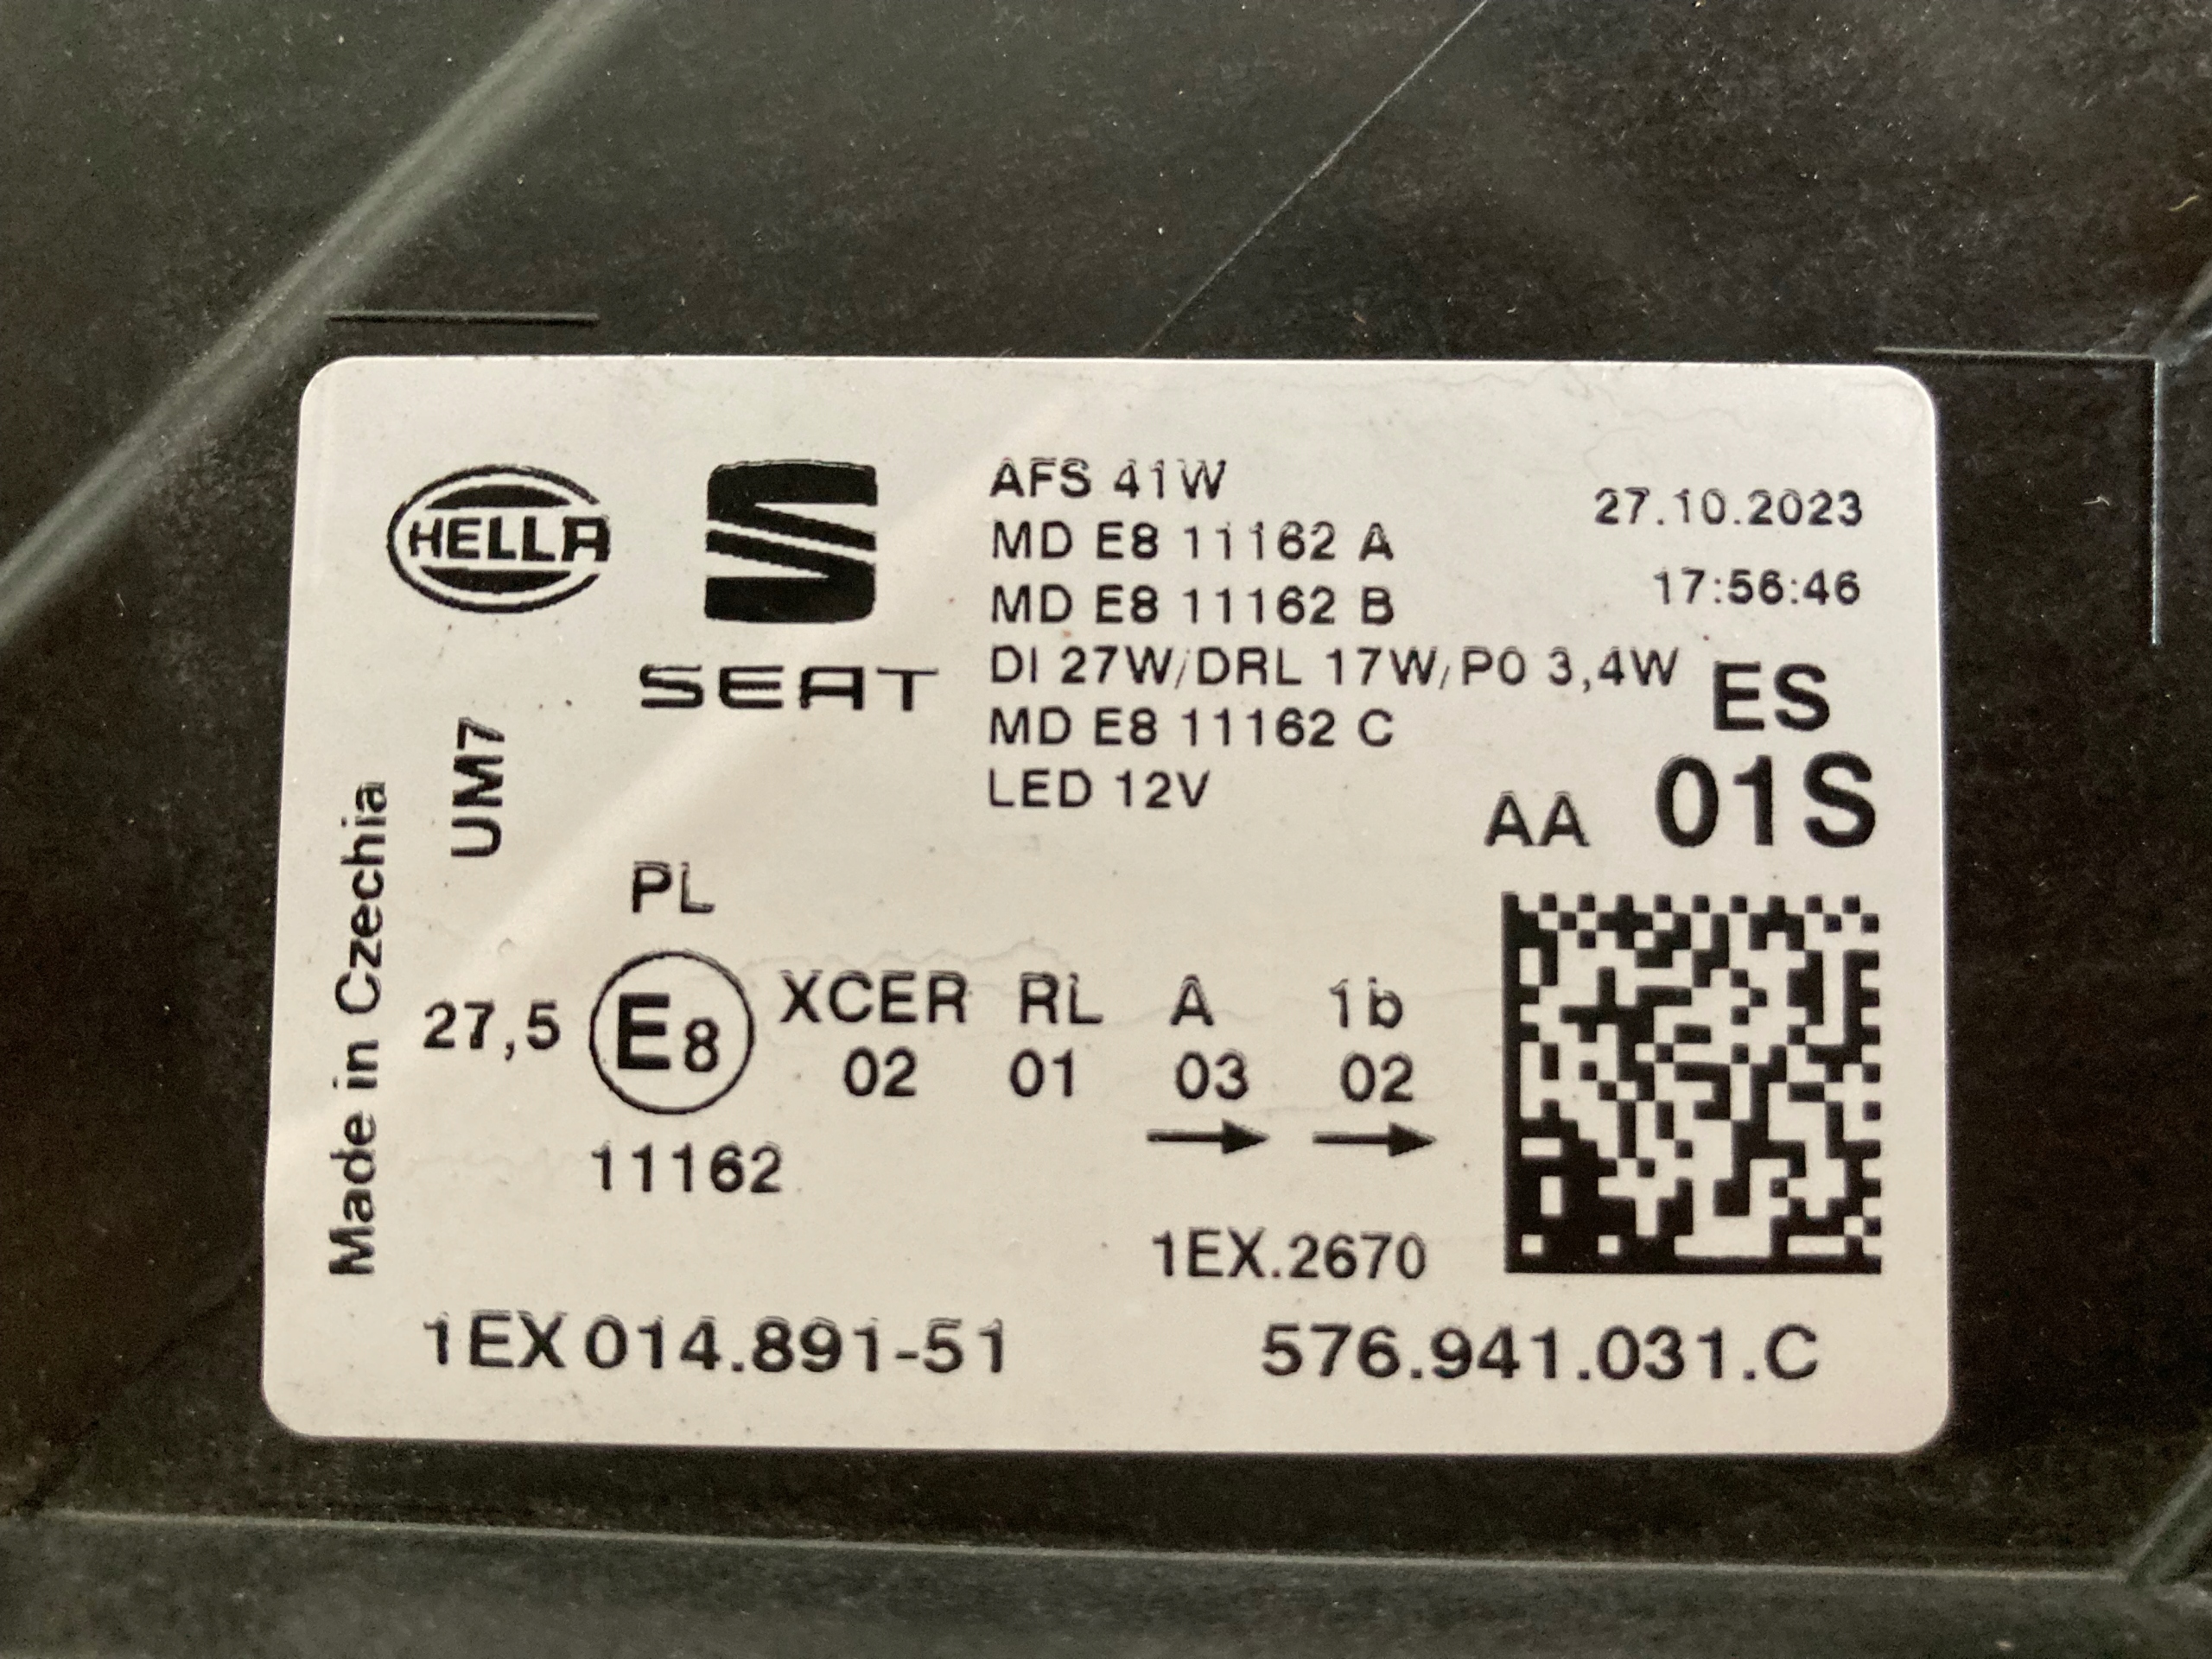 HELLA
SEAT
AFS 41W
MD E8 11162 A
MD E8 11162 B
DI 27W/DRL 17W/PO 3,4W
MD E8 11162 C
LED 12V
27.10.2023
17:56:46
ES
AA 01S
UM7
Made in Czechia
PL
27,5 E8 XCER RL A 1b
02 01 03 02
→ →
11162
1EX.2670
1EX 014.891-51
576.941.031.C